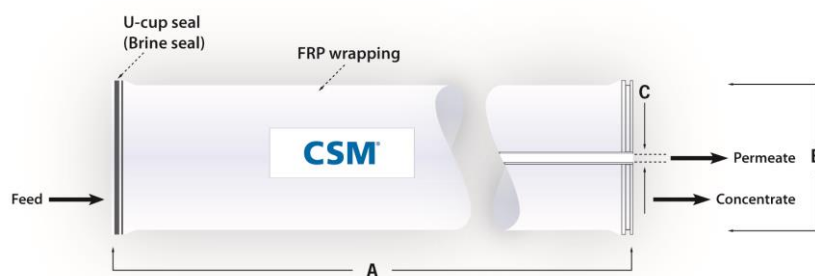 U-cup seal
(Brine seal)
FRP wrapping
CSM®
C
Permeate
B
Feed
Concentrate
A